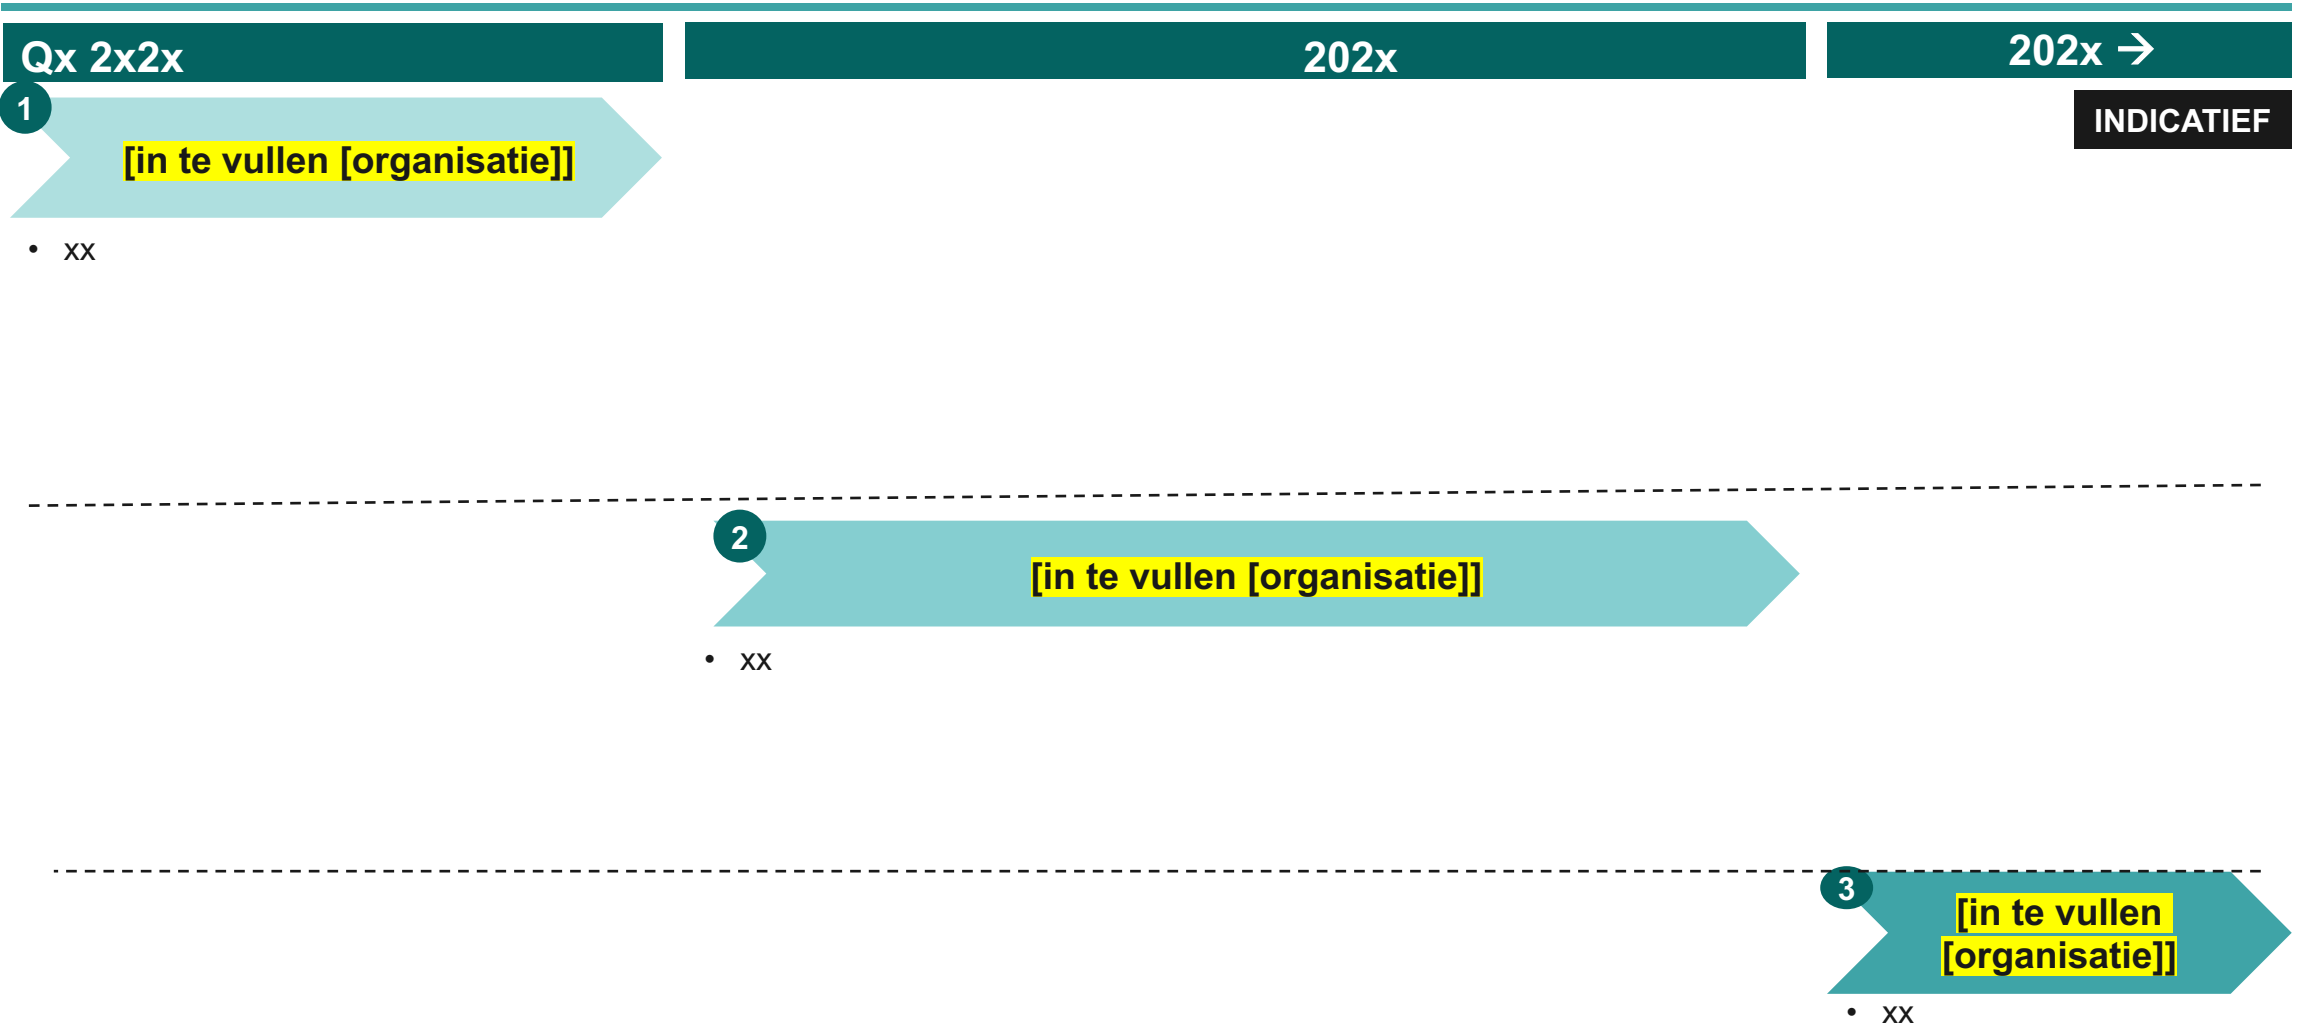 Qx 2x2x
202x
202x →
1
INDICATIEF
[in te vullen [organisatie]]
• xx
2
[in te vullen [organisatie]]
• xx
3
[in te vullen
[organisatie]]
• xx